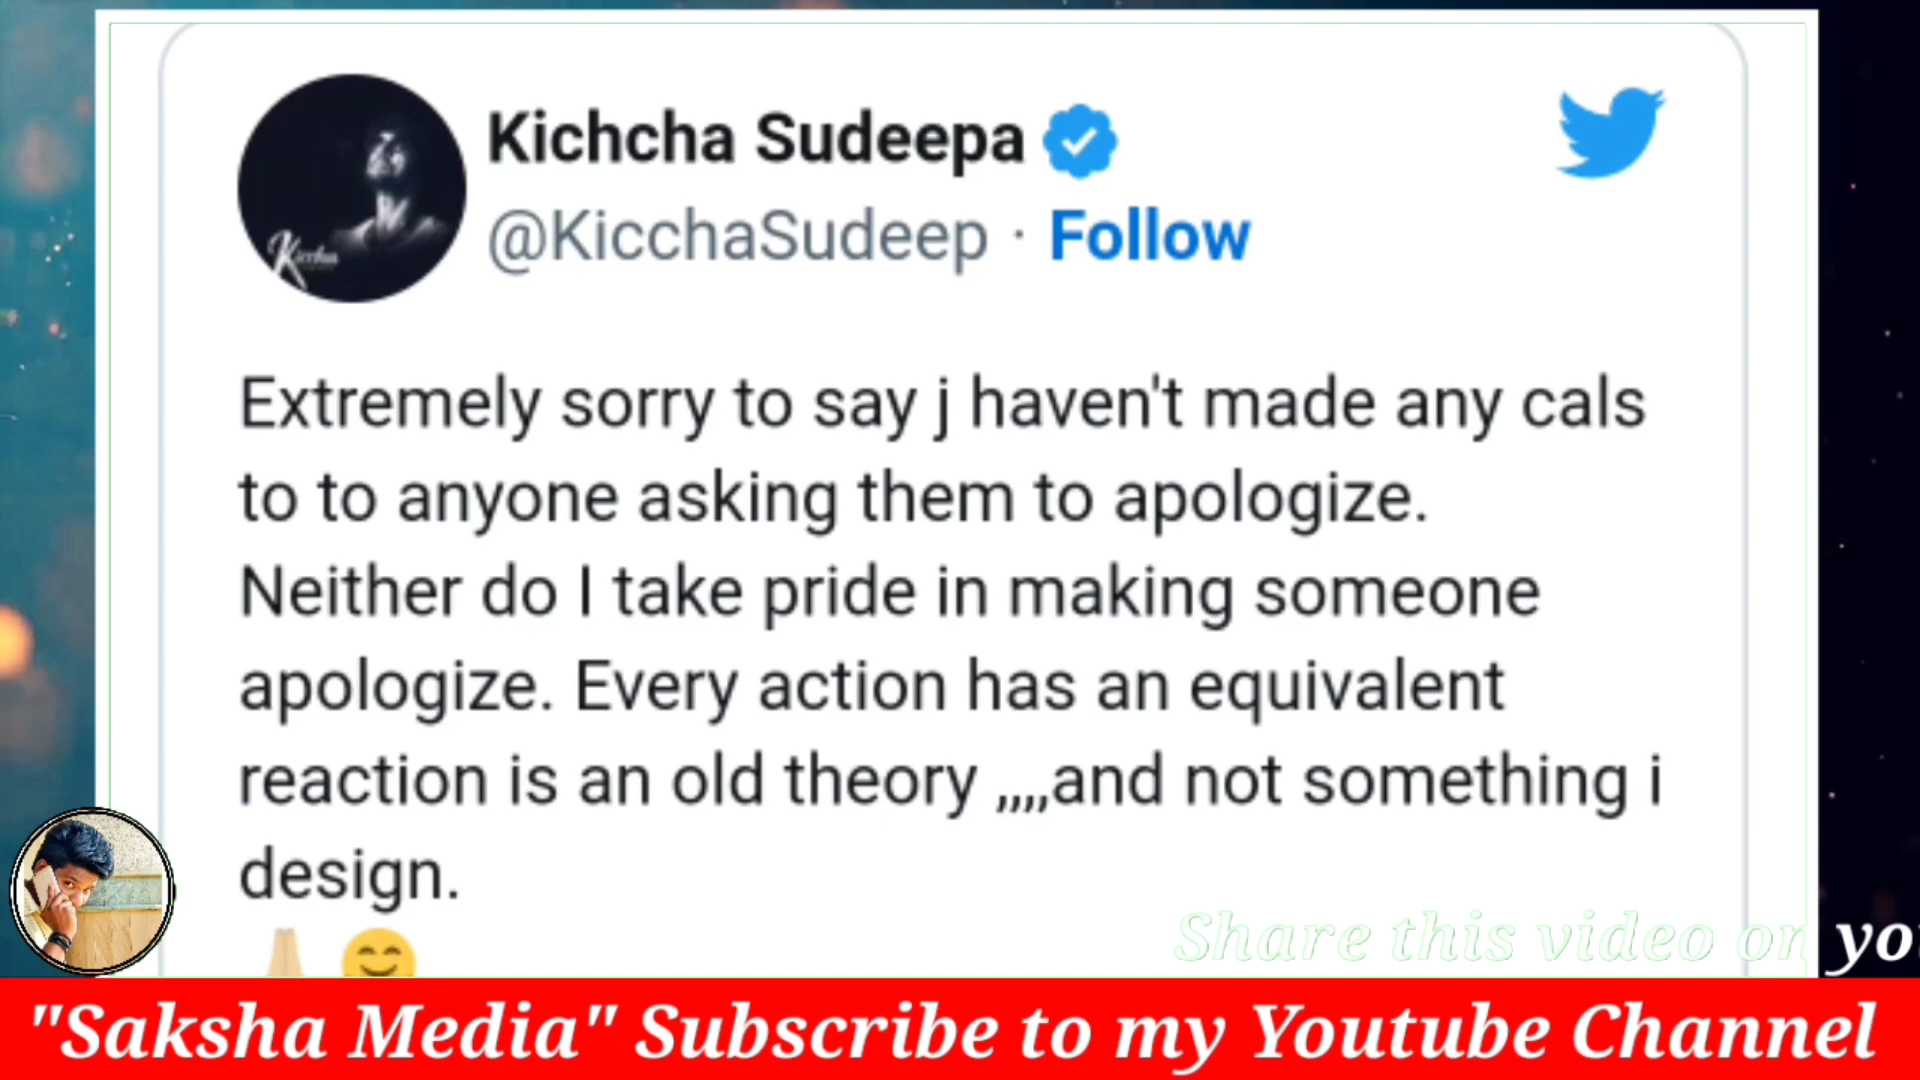 Kichcha Sudeepa
@KicchaSudeep · Follow
Extremely sorry to say j haven't made any cals
to to anyone asking them to apologize.
Neither do I take pride in making someone
apologize. Every action has an equivalent
reaction is an old theory ,,,,and not something i
design.
🙏🏼 😊
Kiccha
Share this video on
"Saksha Media" Subscribe to my Youtube Channel